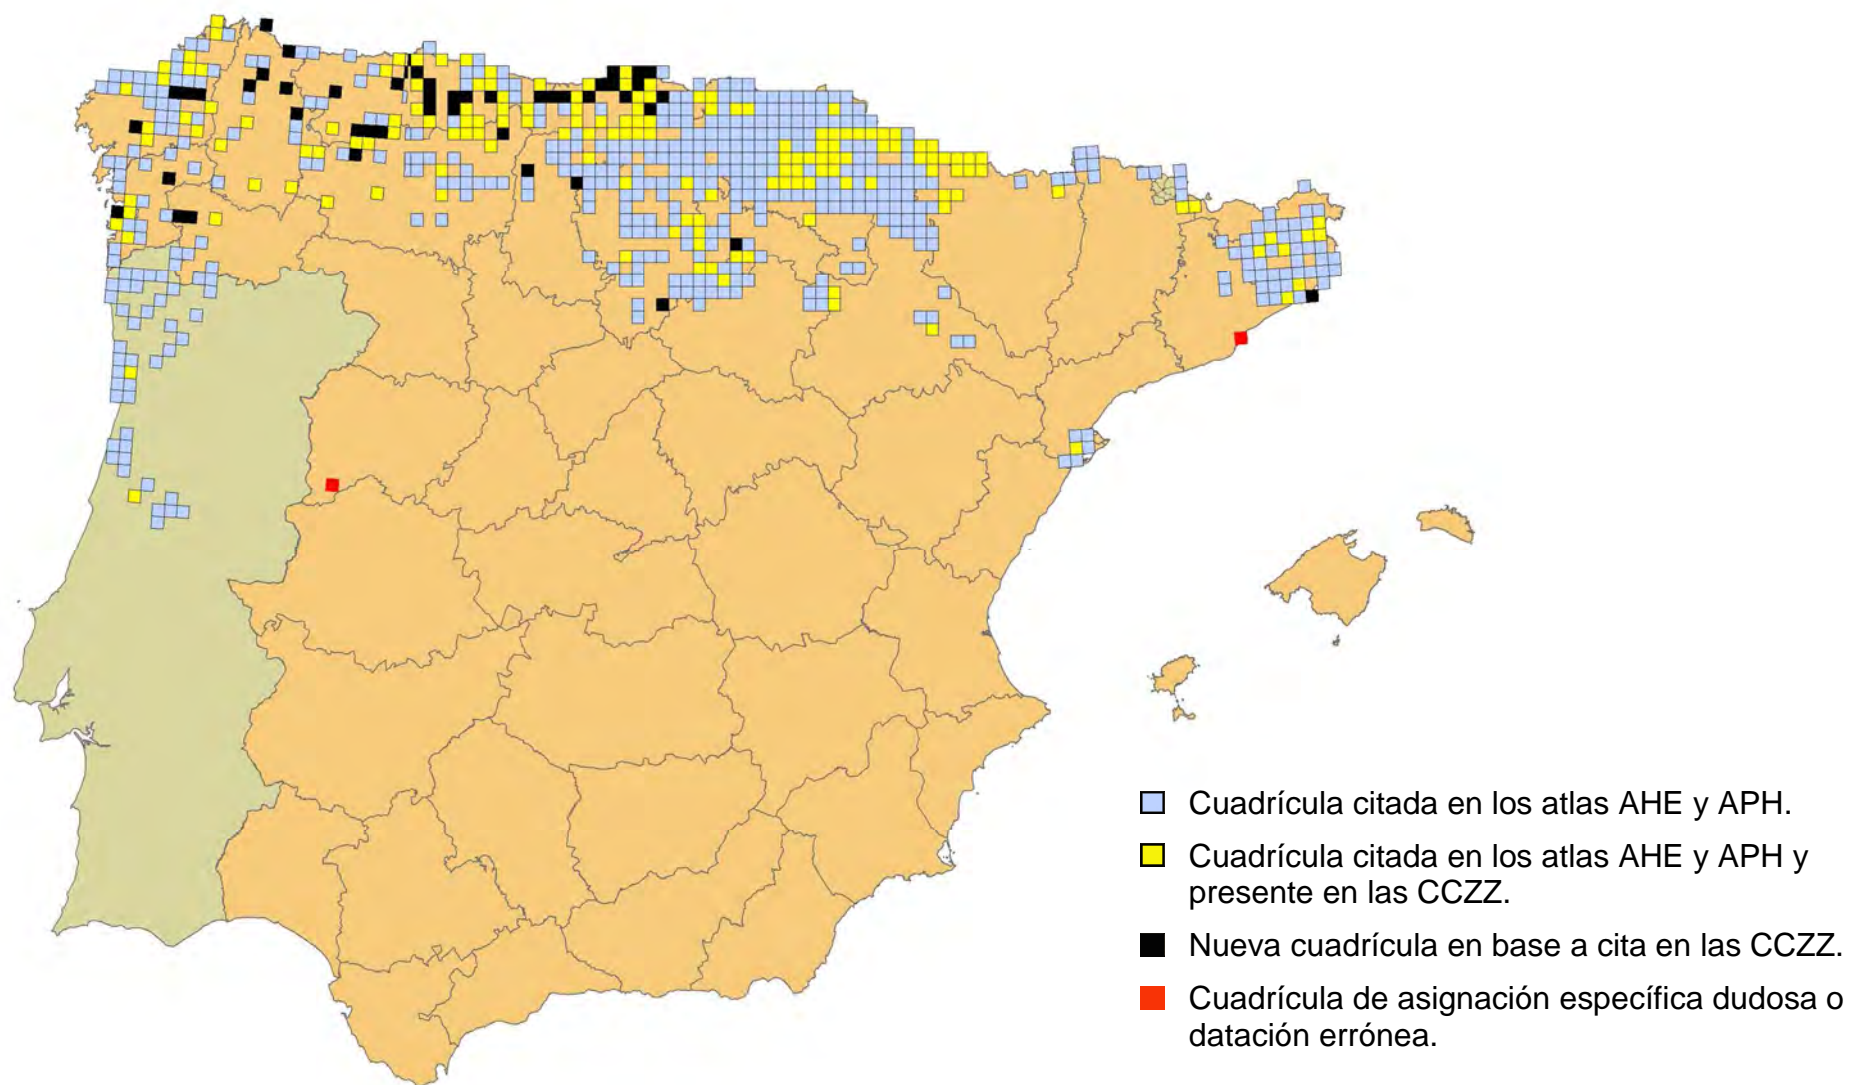 Cuadrícula citada en los atlas AHE y APH.
Cuadrícula citada en los atlas AHE y APH y
presente en las CCZZ.
Nueva cuadrícula en base a cita en las CCZZ.
Cuadrícula de asignación específica dudosa o
datación errónea.